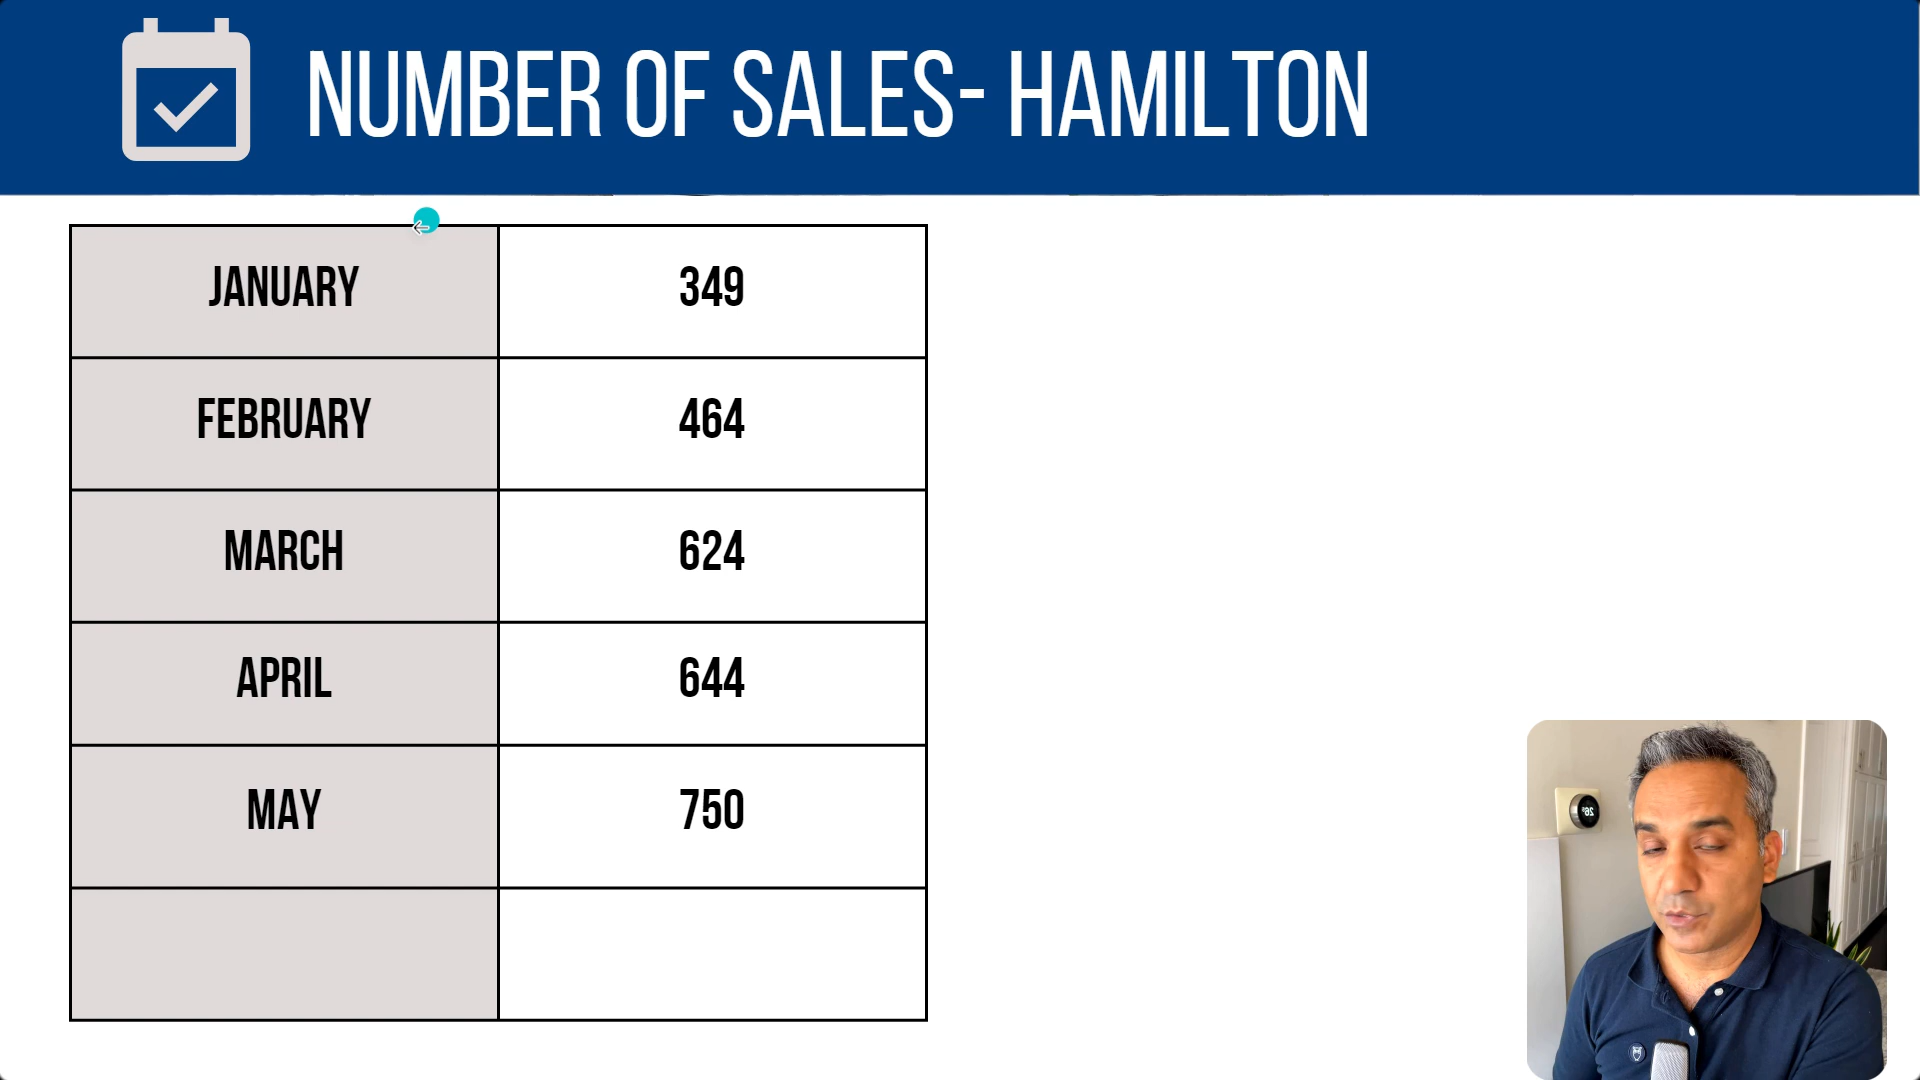 NUMBER OF SALES- HAMILTON
JANUARY 349
FEBRUARY 464
MARCH 624
APRIL 644
MAY 750